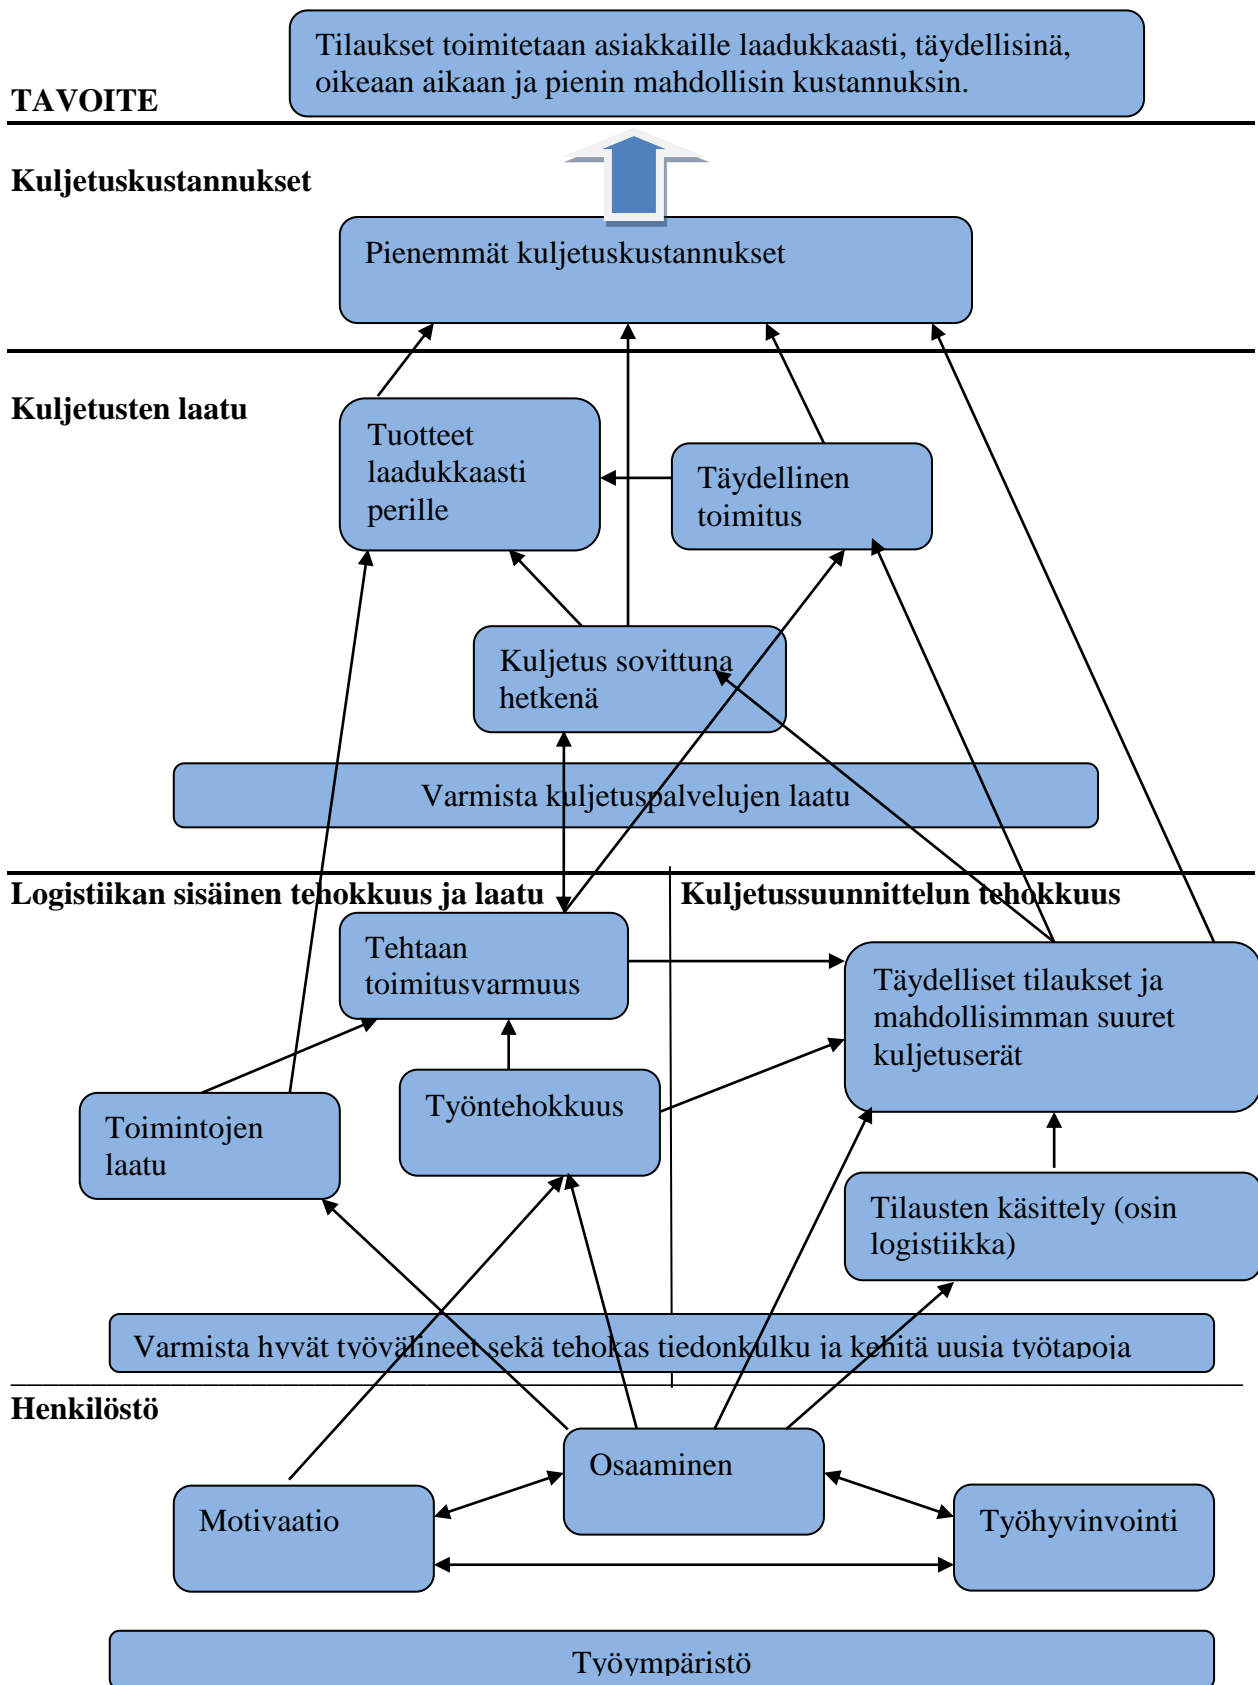 Tilaukset toimitetaan asiakkaille laadukkaasti, täydellisinä,
oikeaan aikaan ja pienin mahdollisin kustannuksin.
TAVOITE
Kuljetuskustannukset
Pienemmät kuljetuskustannukset
Kuljetusten laatu
Tuotteet
laadukkaasti
perille
Täydellinen
toimitus
Kuljetus sovittuna
hetkenä
Varmista kuljetuspalvelujen laatu
Logistiikan sisäinen tehokkuus ja laatu
Kuljetussuunnittelun tehokkuus
Tehtaan
toimitusvarmuus
Täydelliset tilaukset ja
mahdollisimman suuret
kuljetuserät
Työntehokkuus
Toimintojen
laatu
Tilausten käsittely (osin
logistiikka)
Varmista hyvät työvälineet sekä tehokas tiedonkulku ja kehitä uusia työtapoja
Henkilöstö
Osaaminen
Motivaatio
Työhyvinvointi
Työympäristö